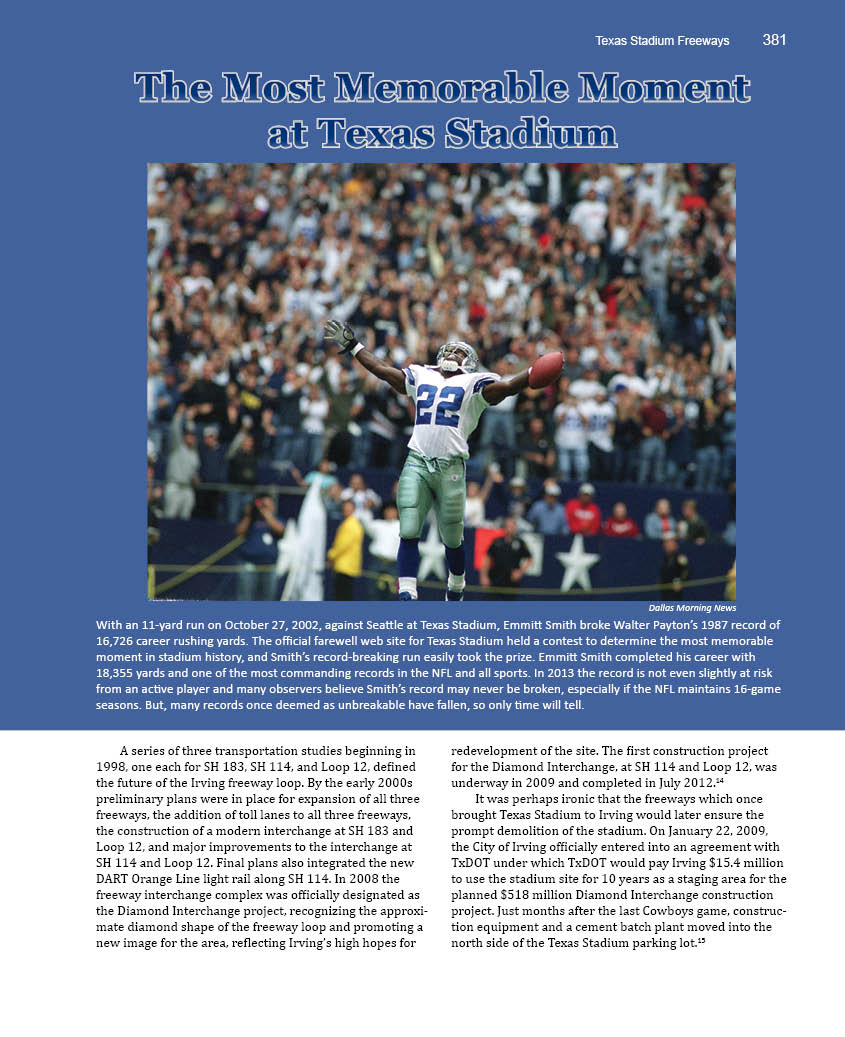 Texas Stadium Freeways 381
The Most Memorable Moment
at Texas Stadium
22
Dallas Morning News
With an 11-yard run on October 27, 2002, against Seattle at Texas Stadium, Emmitt Smith broke Walter Payton’s 1987 record of
16,726 career rushing yards. The official farewell web site for Texas Stadium held a contest to determine the most memorable
moment in stadium history, and Smith’s record-breaking run easily took the prize. Emmitt Smith completed his career with
18,355 yards and one of the most commanding records in the NFL and all sports. In 2013 the record is not even slightly at risk
from an active player and many observers believe Smith’s record may never be broken, especially if the NFL maintains 16-game
seasons. But, many records once deemed as unbreakable have fallen, so only time will tell.
A series of three transportation studies beginning in
1998, one each for SH 183, SH 114, and Loop 12, defined
the future of the Irving freeway loop. By the early 2000s
preliminary plans were in place for expansion of all three
freeways, the addition of toll lanes to all three freeways,
the construction of a modern interchange at SH 183 and
Loop 12, and major improvements to the interchange at
SH 114 and Loop 12. Final plans also integrated the new
DART Orange Line light rail along SH 114. In 2008 the
freeway interchange complex was officially designated as
the Diamond Interchange project, recognizing the approxi-
mate diamond shape of the freeway loop and promoting a
new image for the area, reflecting Irving’s high hopes for
redevelopment of the site. The first construction project
for the Diamond Interchange, at SH 114 and Loop 12, was
underway in 2009 and completed in July 2012.¹⁴
It was perhaps ironic that the freeways which once
brought Texas Stadium to Irving would later ensure the
prompt demolition of the stadium. On January 22, 2009,
the City of Irving officially entered into an agreement with
TxDOT under which TxDOT would pay Irving $15.4 million
to use the stadium site for 10 years as a staging area for the
planned $518 million Diamond Interchange construction
project. Just months after the last Cowboys game, construc-
tion equipment and a cement batch plant moved into the
north side of the Texas Stadium parking lot.¹⁵